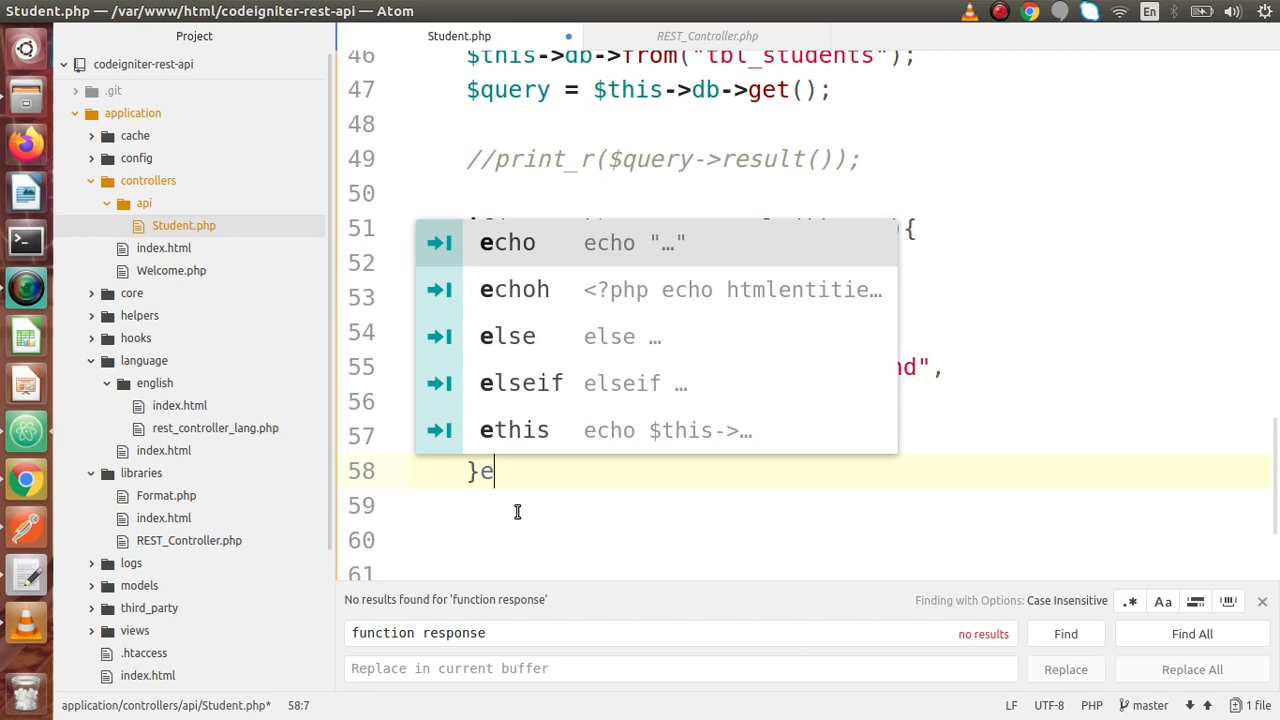 Student.php — /var/www/html/codeigniter-rest-api — Atom
En
Project
Student.php
REST_Controller.php
codeigniter-rest-api
.git
application
cache
config
controllers
api
Student.php
index.html
Welcome.php
core
helpers
hooks
language
english
index.html
rest_controller_lang.php
index.html
libraries
Format.php
index.html
REST_Controller.php
logs
models
third_party
views
.htaccess
index.html
46 $this->db->from("tbl_students");
47 $query = $this->db->get();
48
49 //print_r($query->result());
50
51 {
52
53
54
55 nd",
56
57
58 }e
59
60
61
echo echo "…"
echoh <?php echo htmlentitie…
else else …
elseif elseif …
ethis echo $this->…
No results found for 'function response'
Finding with Options: Case Insensitive
.* Aa
function response
no results
Find
Find All
Replace in current buffer
Replace
Replace All
application/controllers/api/Student.php* 58:7
LF UTF-8 PHP master 1 file